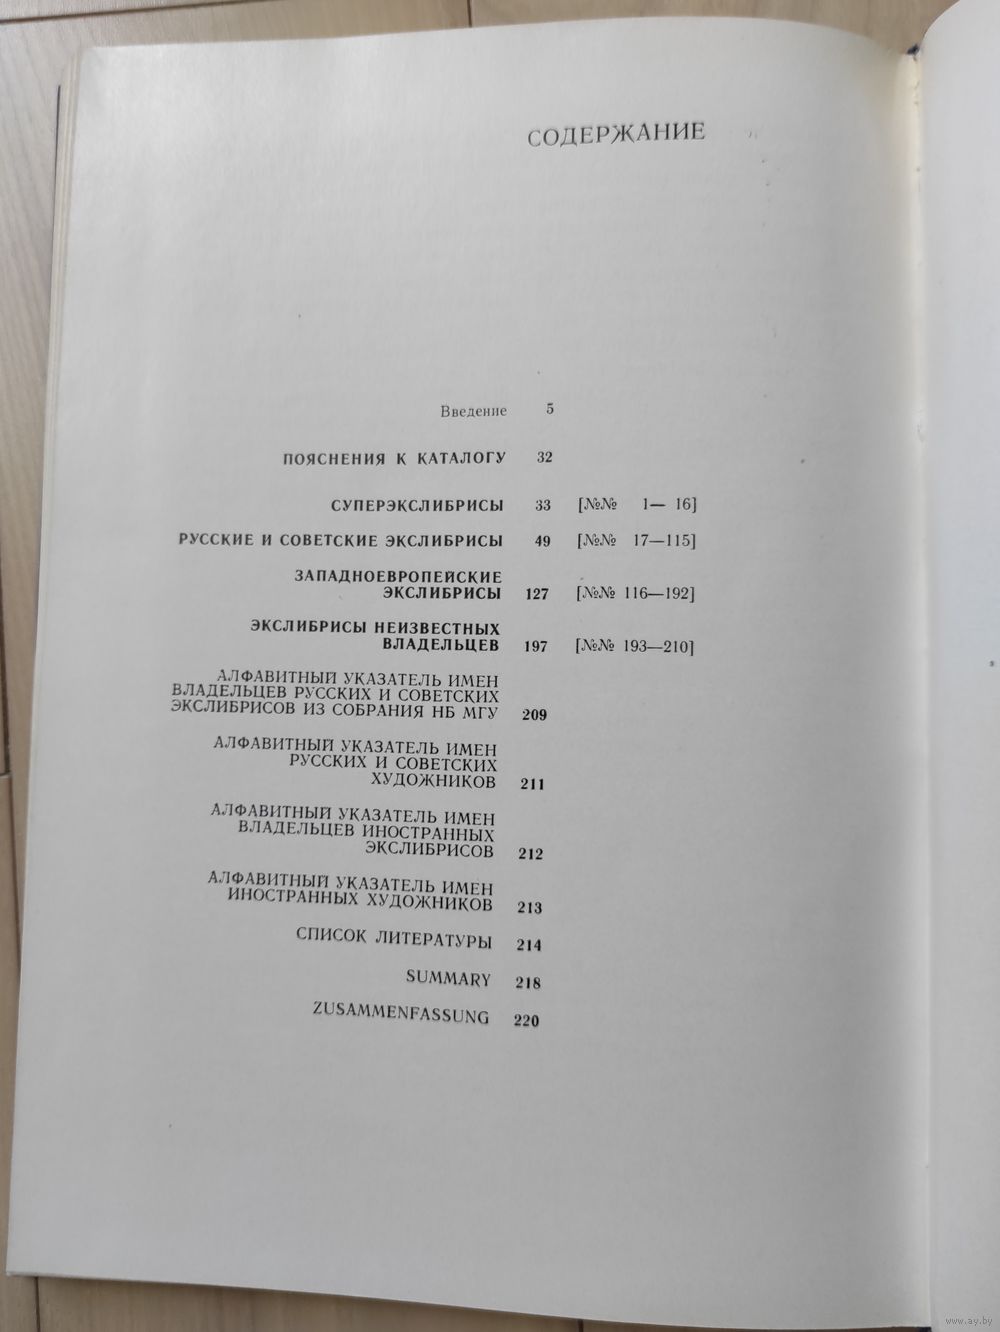 СОДЕРЖАНИЕ
Введение 5
ПОЯСНЕНИЯ К КАТАЛОГУ 32
СУПЕРЭКСЛИБРИСЫ 33 [№№ 1— 16]
РУССКИЕ И СОВЕТСКИЕ ЭКСЛИБРИСЫ 49 [№№ 17—115]
ЗАПАДНОЕВРОПЕЙСКИЕ
ЭКСЛИБРИСЫ 127 [№№ 116—192]
ЭКСЛИБРИСЫ НЕИЗВЕСТНЫХ
ВЛАДЕЛЬЦЕВ 197 [№№ 193—210]
АЛФАВИТНЫЙ УКАЗАТЕЛЬ ИМЕН
ВЛАДЕЛЬЦЕВ РУССКИХ И СОВЕТСКИХ
ЭКСЛИБРИСОВ ИЗ СОБРАНИЯ НБ МГУ 209
АЛФАВИТНЫЙ УКАЗАТЕЛЬ ИМЕН
РУССКИХ И СОВЕТСКИХ
ХУДОЖНИКОВ 211
АЛФАВИТНЫЙ УКАЗАТЕЛЬ ИМЕН
ВЛАДЕЛЬЦЕВ ИНОСТРАННЫХ
ЭКСЛИБРИСОВ 212
АЛФАВИТНЫЙ УКАЗАТЕЛЬ ИМЕН
ИНОСТРАННЫХ ХУДОЖНИКОВ 213
СПИСОК ЛИТЕРАТУРЫ 214
SUMMARY 218
ZUSAMMENFASSUNG 220
www.ay.by